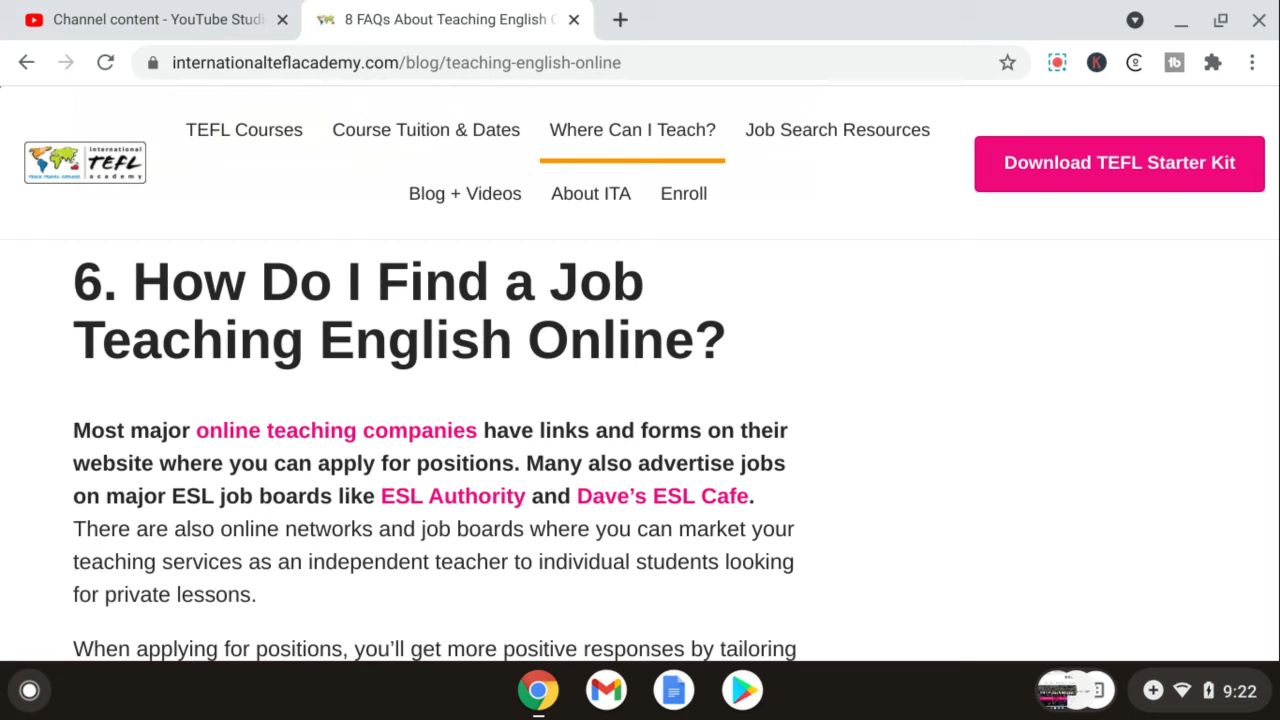 Channel content - YouTube Studi
8 FAQs About Teaching English O
internationalteflacademy.com/blog/teaching-english-online
K
tb
international
TEFL
academy
TEFL Courses
Course Tuition & Dates
Where Can I Teach?
Job Search Resources
Blog + Videos
About ITA
Enroll
Download TEFL Starter Kit
6. How Do I Find a Job
Teaching English Online?
Most major online teaching companies have links and forms on their
website where you can apply for positions. Many also advertise jobs
on major ESL job boards like ESL Authority and Dave’s ESL Cafe.
There are also online networks and job boards where you can market your
teaching services as an independent teacher to individual students looking
for private lessons.
When applying for positions, you’ll get more positive responses by tailoring
9:22